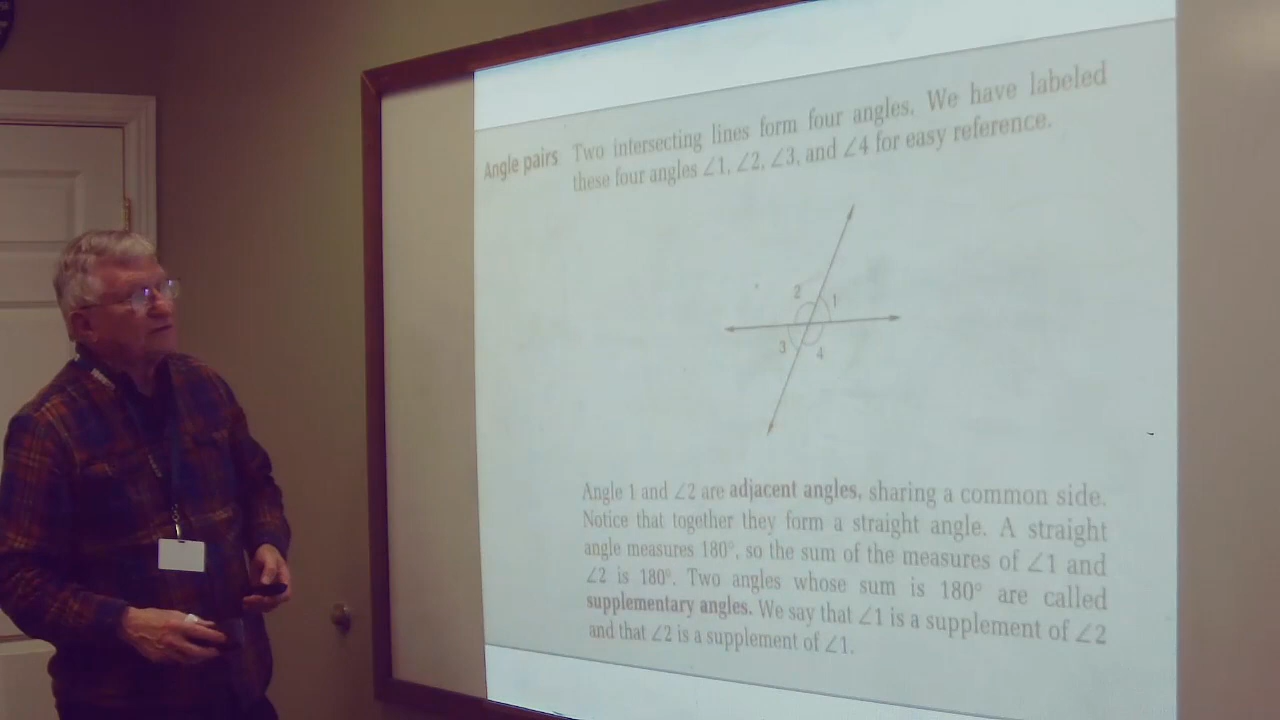 Angle pairs Two intersecting lines form four angles. We have labeled
these four angles ∠1, ∠2, ∠3, and ∠4 for easy reference.
2
1
3
4
Angle 1 and ∠2 are adjacent angles, sharing a common side.
Notice that together they form a straight angle. A straight
angle measures 180°, so the sum of the measures of ∠1 and
∠2 is 180°. Two angles whose sum is 180° are called
supplementary angles. We say that ∠1 is a supplement of ∠2
and that ∠2 is a supplement of ∠1.